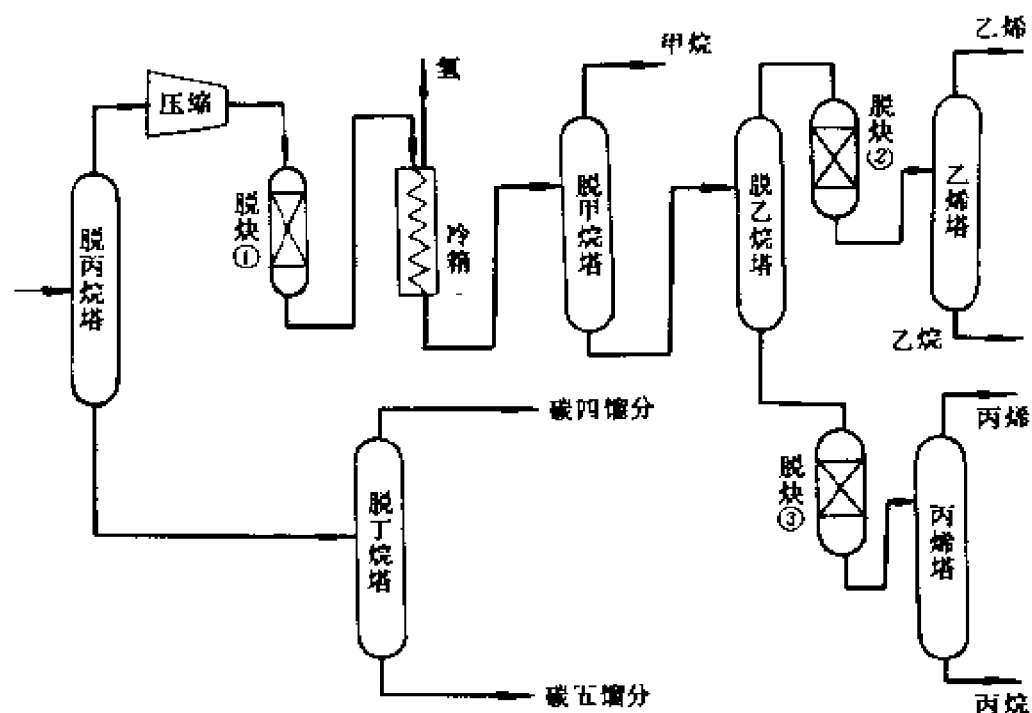 脱丙烷塔
压缩
脱炔①
氢
冷箱
甲烷
脱甲烷塔
脱乙烷塔
脱炔②
乙烯
乙烯塔
乙烷
碳四馏分
脱丁烷塔
碳五馏分
脱炔③
丙烯
丙烯塔
丙烷